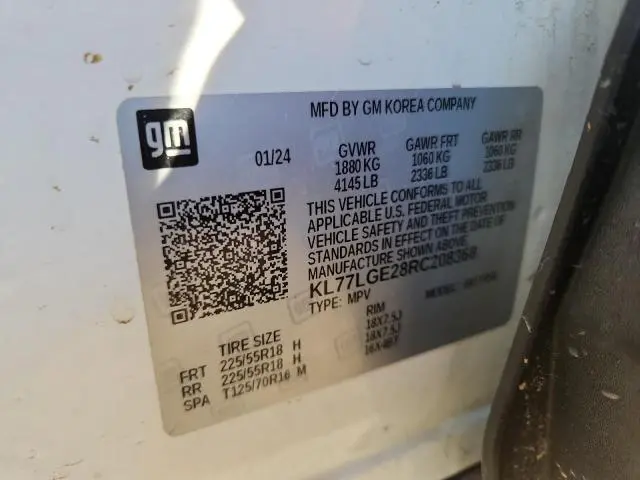 MFD BY GM KOREA COMPANY
gm
01/24
GVWR GAWR FRT GAWR RR
1880 KG 1060 KG 1060 KG
4145 LB 2336 LB 2336 LB
THIS VEHICLE CONFORMS TO ALL
APPLICABLE U.S. FEDERAL MOTOR
VEHICLE SAFETY AND THEFT PREVENTION
STANDARDS IN EFFECT ON THE DATE OF
MANUFACTURE SHOWN ABOVE.
KL77LGE28RC208360
TYPE: MPV MODEL:
TIRE SIZE RIM
FRT 225/55R18 H 18X7.5J
RR 225/55R18 H 18X7.5J
SPA T125/70R16 M